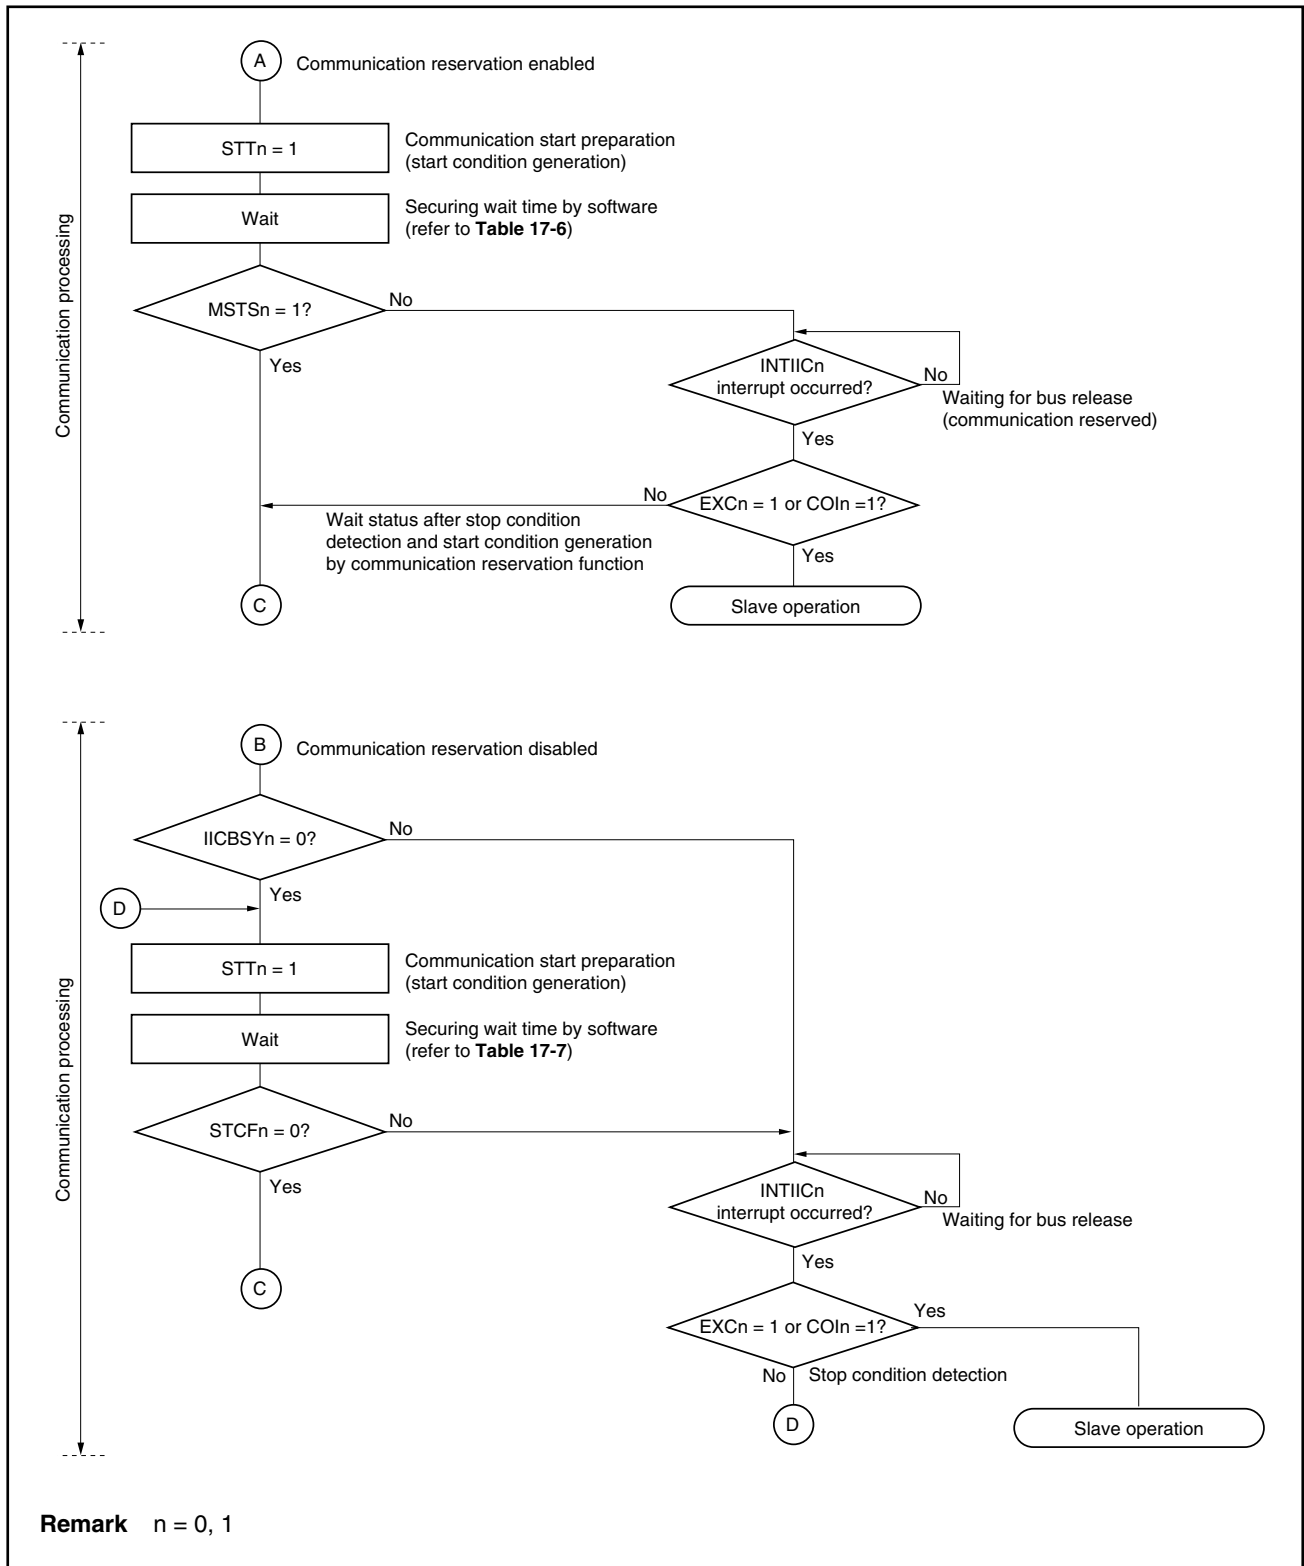 A
Communication reservation enabled
STTn = 1
Communication start preparation
(start condition generation)
Wait
Securing wait time by software
(refer to Table 17-6)
Communication processing
MSTSn = 1?
No
Yes
INTIICn
interrupt occurred?
No
Waiting for bus release
(communication reserved)
Yes
EXCn = 1 or COIn =1?
No
Wait status after stop condition
detection and start condition generation
by communication reservation function
Yes
C
Slave operation
B
Communication reservation disabled
IICBSYn = 0?
No
Yes
D
STTn = 1
Communication start preparation
(start condition generation)
Wait
Securing wait time by software
(refer to Table 17-7)
Communication processing
STCFn = 0?
No
Yes
INTIICn
interrupt occurred?
No
Waiting for bus release
Yes
C
EXCn = 1 or COIn =1?
Yes
No
Stop condition detection
D
Slave operation
Remark n = 0, 1